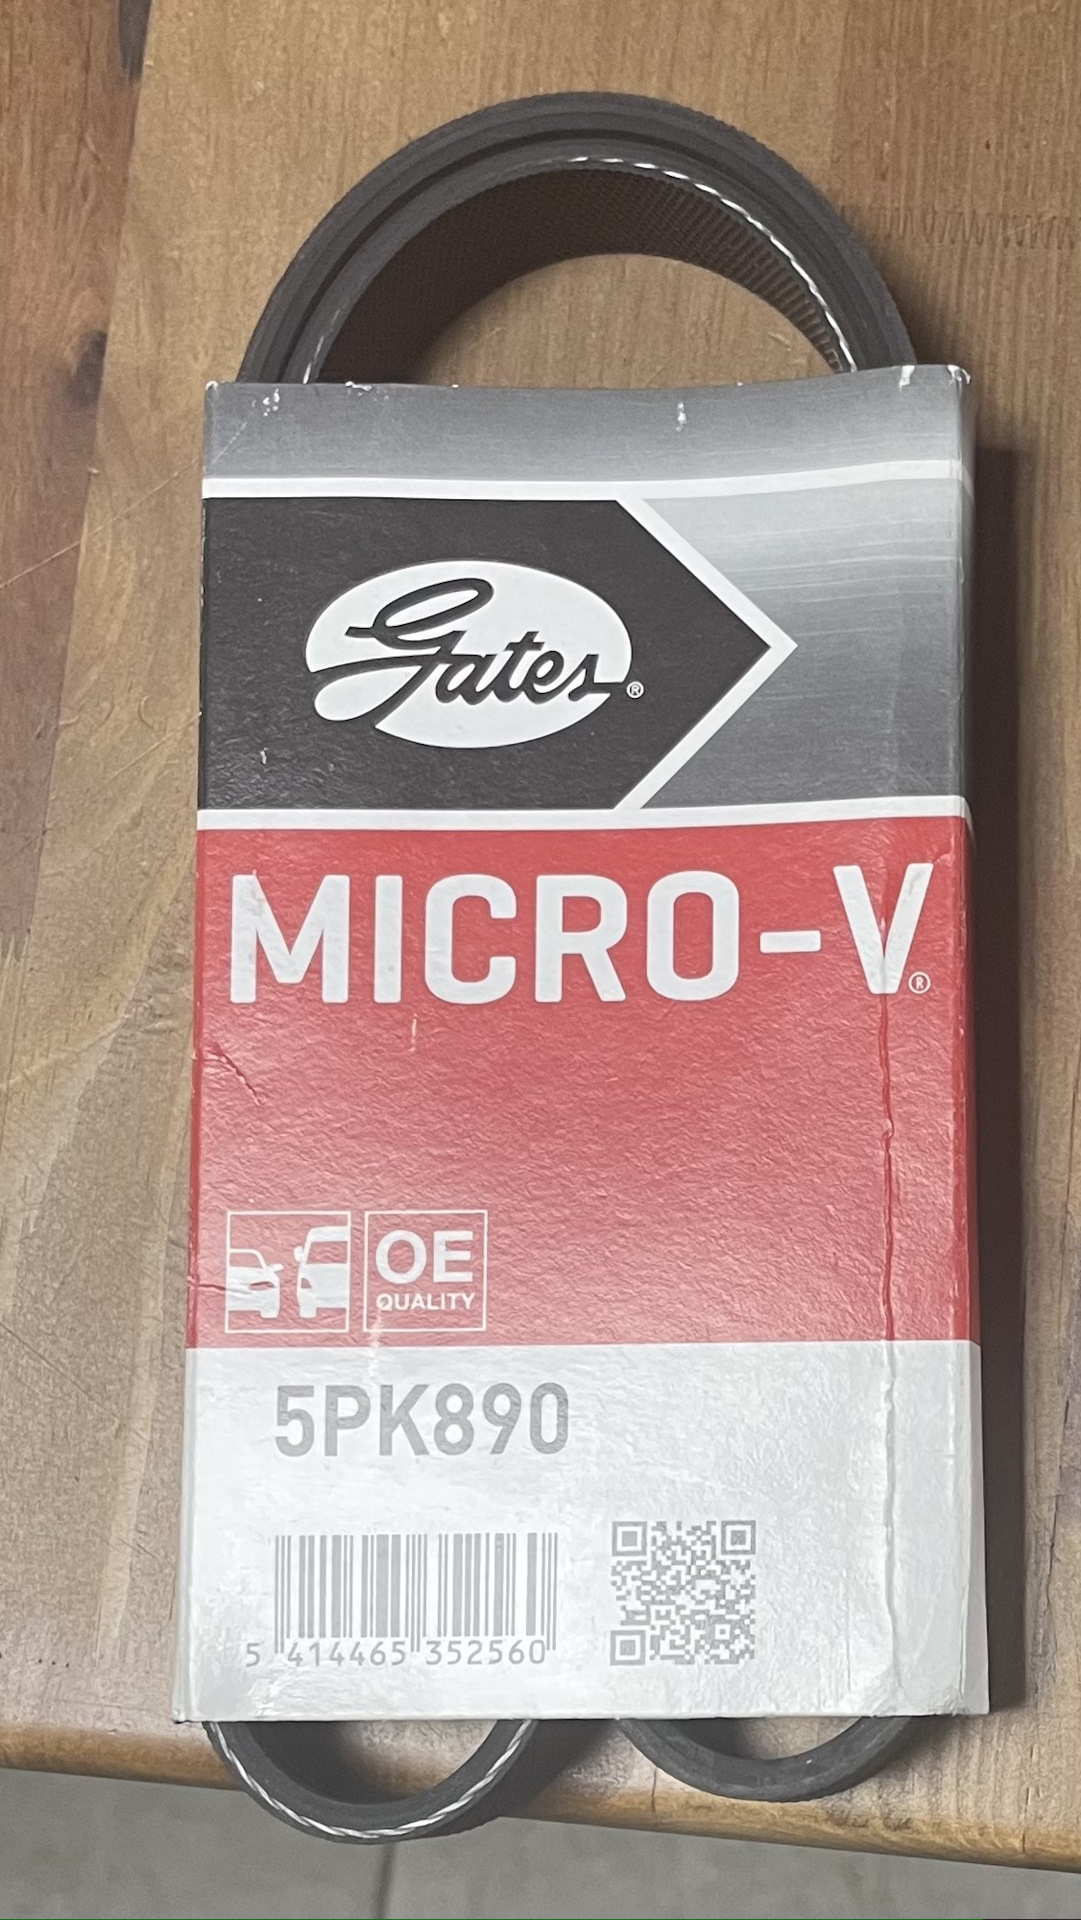 Gates®
MICRO-V®
OE
QUALITY
5PK890
5 414465 352560